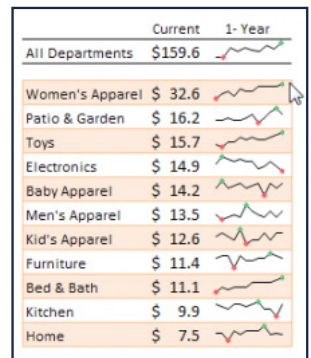 Current 1- Year
All Departments $159.6
Women's Apparel $ 32.6
Patio & Garden $ 16.2
Toys $ 15.7
Electronics $ 14.9
Baby Apparel $ 14.2
Men's Apparel $ 13.5
Kid's Apparel $ 12.6
Furniture $ 11.4
Bed & Bath $ 11.1
Kitchen $ 9.9
Home $ 7.5